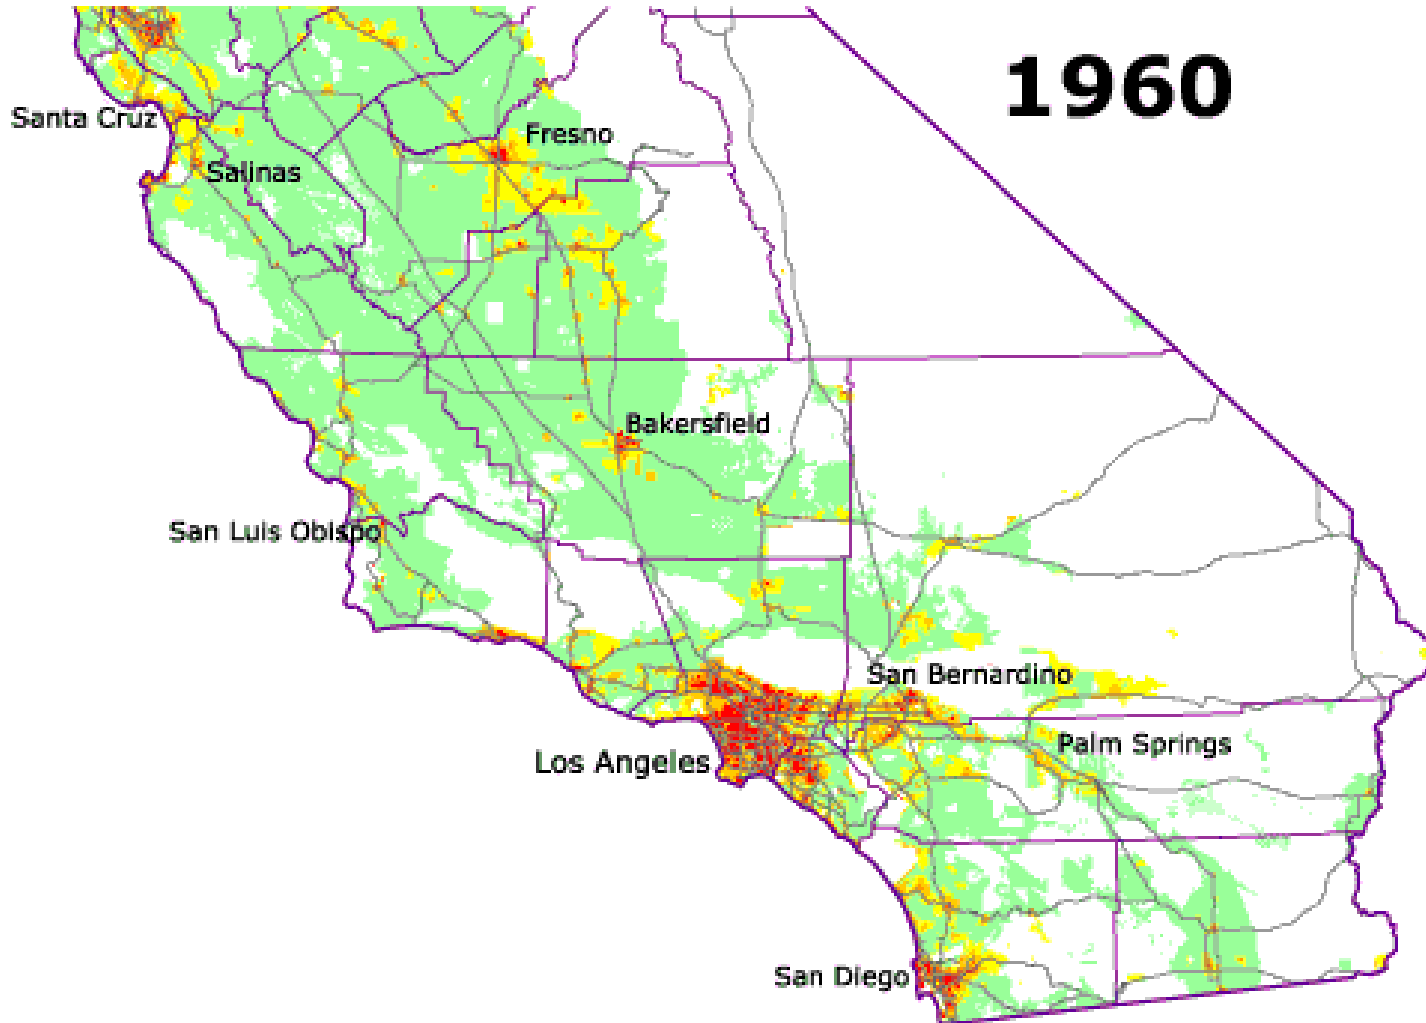 1960
Santa Cruz
Fresno
Salinas
Bakersfield
San Luis Obispo
San Bernardino
Palm Springs
Los Angeles
San Diego